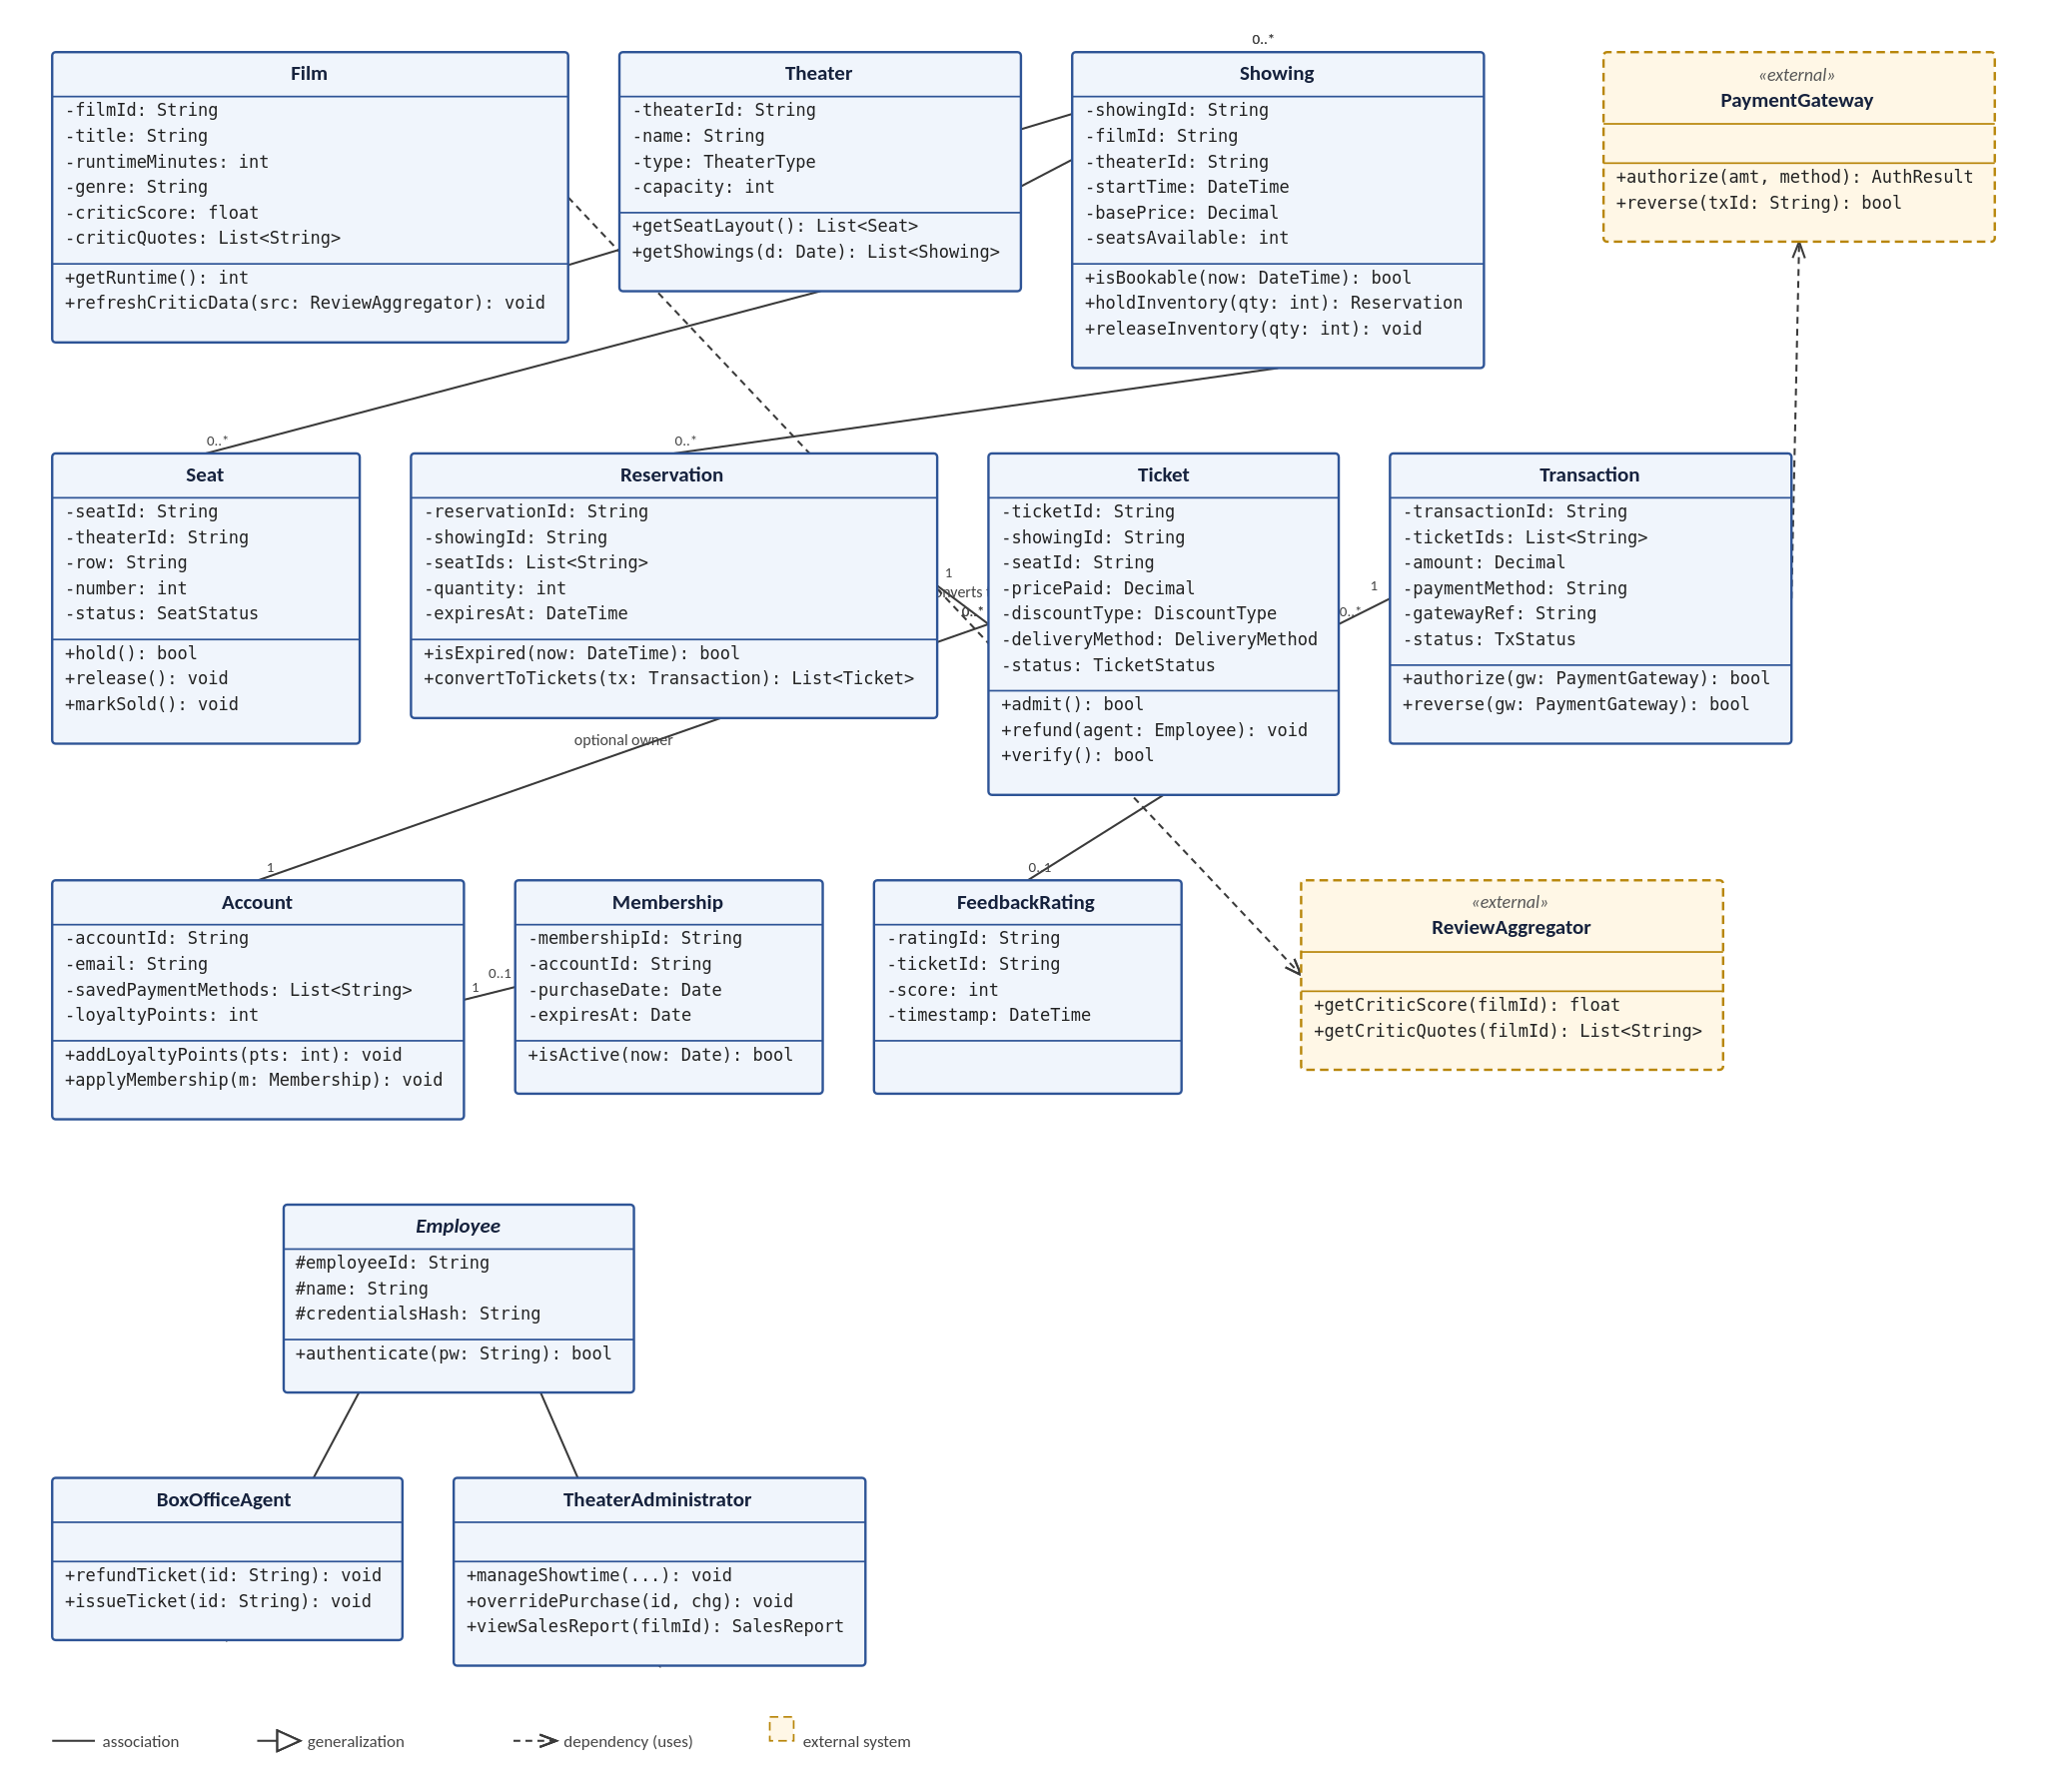 0..*
Film
-filmId: String
-title: String
-runtimeMinutes: int
-genre: String
-criticScore: float
-criticQuotes: List<String>
+getRuntime(): int
+refreshCriticData(src: ReviewAggregator): void
Theater
-theaterId: String
-name: String
-type: TheaterType
-capacity: int
+getSeatLayout(): List<Seat>
+getShowings(d: Date): List<Showing>
Showing
-showingId: String
-filmId: String
-theaterId: String
-startTime: DateTime
-basePrice: Decimal
-seatsAvailable: int
+isBookable(now: DateTime): bool
+holdInventory(qty: int): Reservation
+releaseInventory(qty: int): void
«external»
PaymentGateway
+authorize(amt, method): AuthResult
+reverse(txId: String): bool
0..*
0..*
Seat
-seatId: String
-theaterId: String
-row: String
-number: int
-status: SeatStatus
+hold(): bool
+release(): void
+markSold(): void
Reservation
-reservationId: String
-showingId: String
-seatIds: List<String>
-quantity: int
-expiresAt: DateTime
+isExpired(now: DateTime): bool
+convertToTickets(tx: Transaction): List<Ticket>
1
0..*
Ticket
-ticketId: String
-showingId: String
-seatId: String
-pricePaid: Decimal
-discountType: DiscountType
-deliveryMethod: DeliveryMethod
-status: TicketStatus
+admit(): bool
+refund(agent: Employee): void
+verify(): bool
1
0..*
Transaction
-transactionId: String
-ticketIds: List<String>
-amount: Decimal
-paymentMethod: String
-gatewayRef: String
-status: TxStatus
+authorize(gw: PaymentGateway): bool
+reverse(gw: PaymentGateway): bool
optional owner
1
0..1
Account
-accountId: String
-email: String
-savedPaymentMethods: List<String>
-loyaltyPoints: int
+addLoyaltyPoints(pts: int): void
+applyMembership(m: Membership): void
0..1
1
Membership
-membershipId: String
-accountId: String
-purchaseDate: Date
-expiresAt: Date
+isActive(now: Date): bool
FeedbackRating
-ratingId: String
-ticketId: String
-score: int
-timestamp: DateTime
«external»
ReviewAggregator
+getCriticScore(filmId): float
+getCriticQuotes(filmId): List<String>
Employee
#employeeId: String
#name: String
#credentialsHash: String
+authenticate(pw: String): bool
BoxOfficeAgent
+refundTicket(id: String): void
+issueTicket(id: String): void
TheaterAdministrator
+manageShowtime(...): void
+overridePurchase(id, chg): void
+viewSalesReport(filmId): SalesReport
association
generalization
dependency (uses)
external system